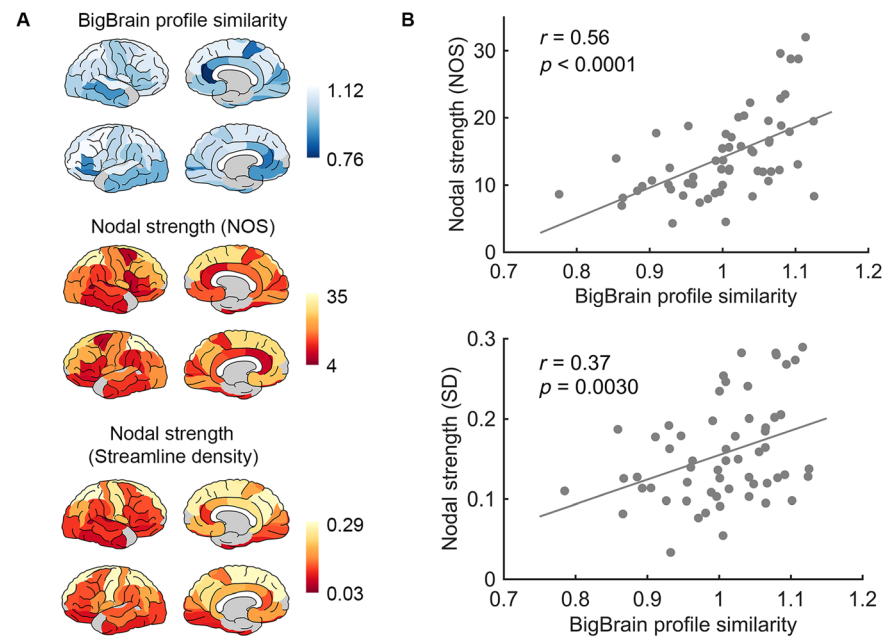 A
BigBrain profile similarity
1.12
0.76
Nodal strength (NOS)
35
4
Nodal strength
(Streamline density)
0.29
0.03
B
r = 0.56
p < 0.0001
Nodal strength (NOS)
30
20
10
0
0.7 0.8 0.9 1 1.1 1.2
BigBrain profile similarity
r = 0.37
p = 0.0030
Nodal strength (SD)
0.3
0.2
0.1
0
0.7 0.8 0.9 1 1.1 1.2
BigBrain profile similarity